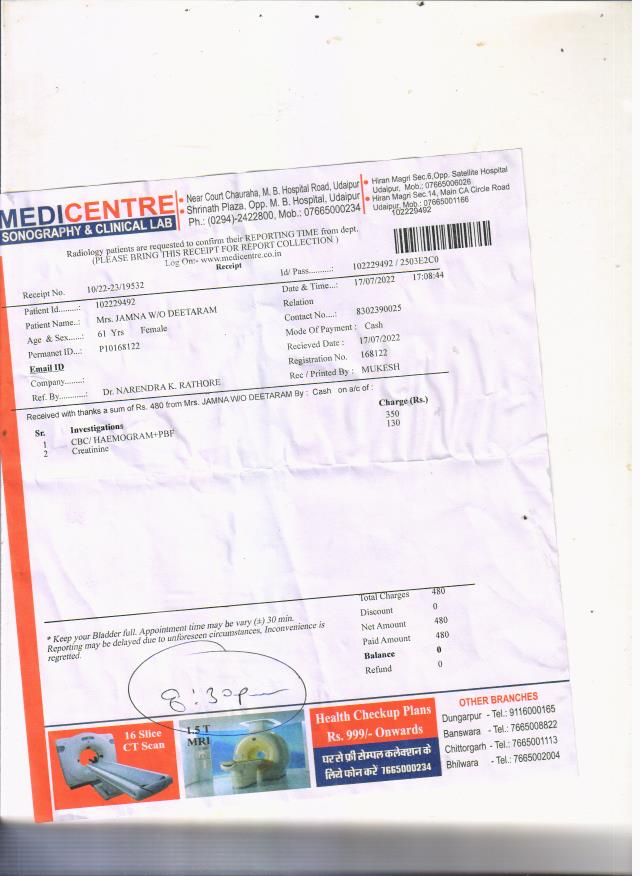 MEDICENTRE
SONOGRAPHY & CLINICAL LAB
Near Court Chauraha, M. B. Hospital Road, Udaipur
Shrinath Plaza, Opp. M. B. Hospital, Udaipur
Ph.: (0294)-2422800, Mob.: 07665000234
Hiran Magri Sec.6,Opp. Satellite Hospital
Udaipur, Mob.: 07665006026
Hiran Magri Sec.14, Main CA Circle Road
Udaipur, Mob.: 07665001166
102229492
Radiology patients are requested to confirm their REPORTING TIME from dept.
(PLEASE BRING THIS RECEIPT FOR REPORT COLLECTION )
Log On:- www.medicentre.co.in
Receipt
Receipt No. 10/22-23/19532
Id/ Pass..........: 102229492 / 2503E2C0
Patient Id.........: 102229492
Date & Time...: 17/07/2022 17:08:44
Patient Name..: Mrs. JAMNA W/O DEETARAM
Relation
Age & Sex......: 61 Yrs Female
Contact No....: 8302390025
Permanet ID...: P10168122
Mode Of Payment : Cash
Email ID
Recieved Date : 17/07/2022
Company........:
Registration No. 168122
Ref. By...........: Dr. NARENDRA K. RATHORE
Rec / Printed By : MUKESH
Received with thanks a sum of Rs. 480 from Mrs. JAMNA W/O DEETARAM By : Cash on a/c of :
Sr. Investigations Charge (Rs.)
1 CBC/ HAEMOGRAM+PBF 350
2 Creatinine 130
Total Charges 480
Discount 0
Net Amount 480
Paid Amount 480
Balance 0
Refund 0
* Keep your Bladder full. Appointment time may be vary (±) 30 min.
Reporting may be delayed due to unforeseen circumstances, Inconvenience is
regretted.
8:30pm
16 Slice
CT Scan
1.5 T
MRI
Health Checkup Plans
Rs. 999/- Onwards
घर से फ्री सेम्पल कलेक्शन के
लिये फोन करें 7665000234
OTHER BRANCHES
Dungarpur - Tel.: 9116000165
Banswara - Tel.: 7665008822
Chittorgarh - Tel.: 7665001113
Bhilwara - Tel.: 7665002004